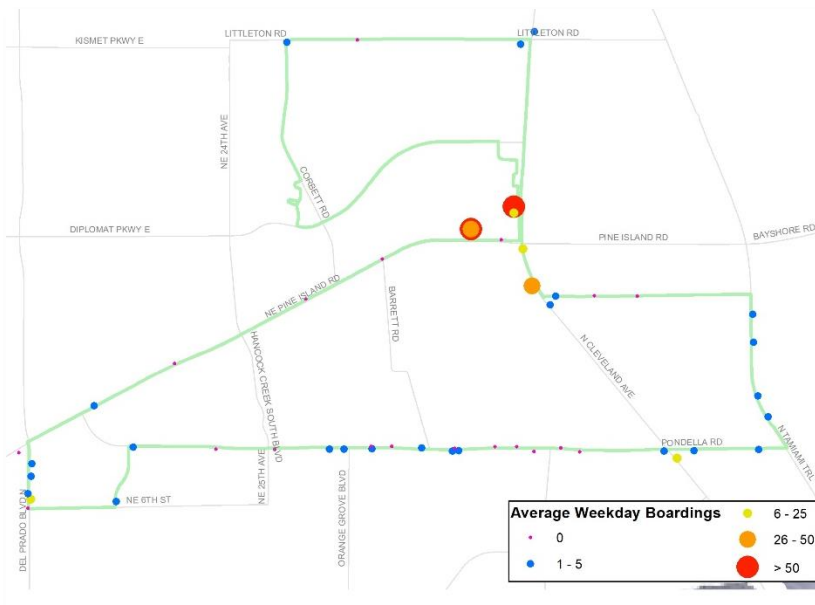 LITTLETON RD
LITTLETON RD
KISMET PKWY E
NE 24TH AVE
CORBETT RD
DIPLOMAT PKWY E
PINE ISLAND RD
BAYSHORE RD
NE PINE ISLAND RD
BARRETT RD
HANCOCK CREEK SOUTH BLVD
N CLEVELAND AVE
N TAMIAMI TRL
PONDELLA RD
NE 25TH AVE
ORANGE GROVE BLVD
NE 6TH ST
DEL PRADO BLVD N
Average Weekday Boardings
0
1 - 5
6 - 25
26 - 50
> 50